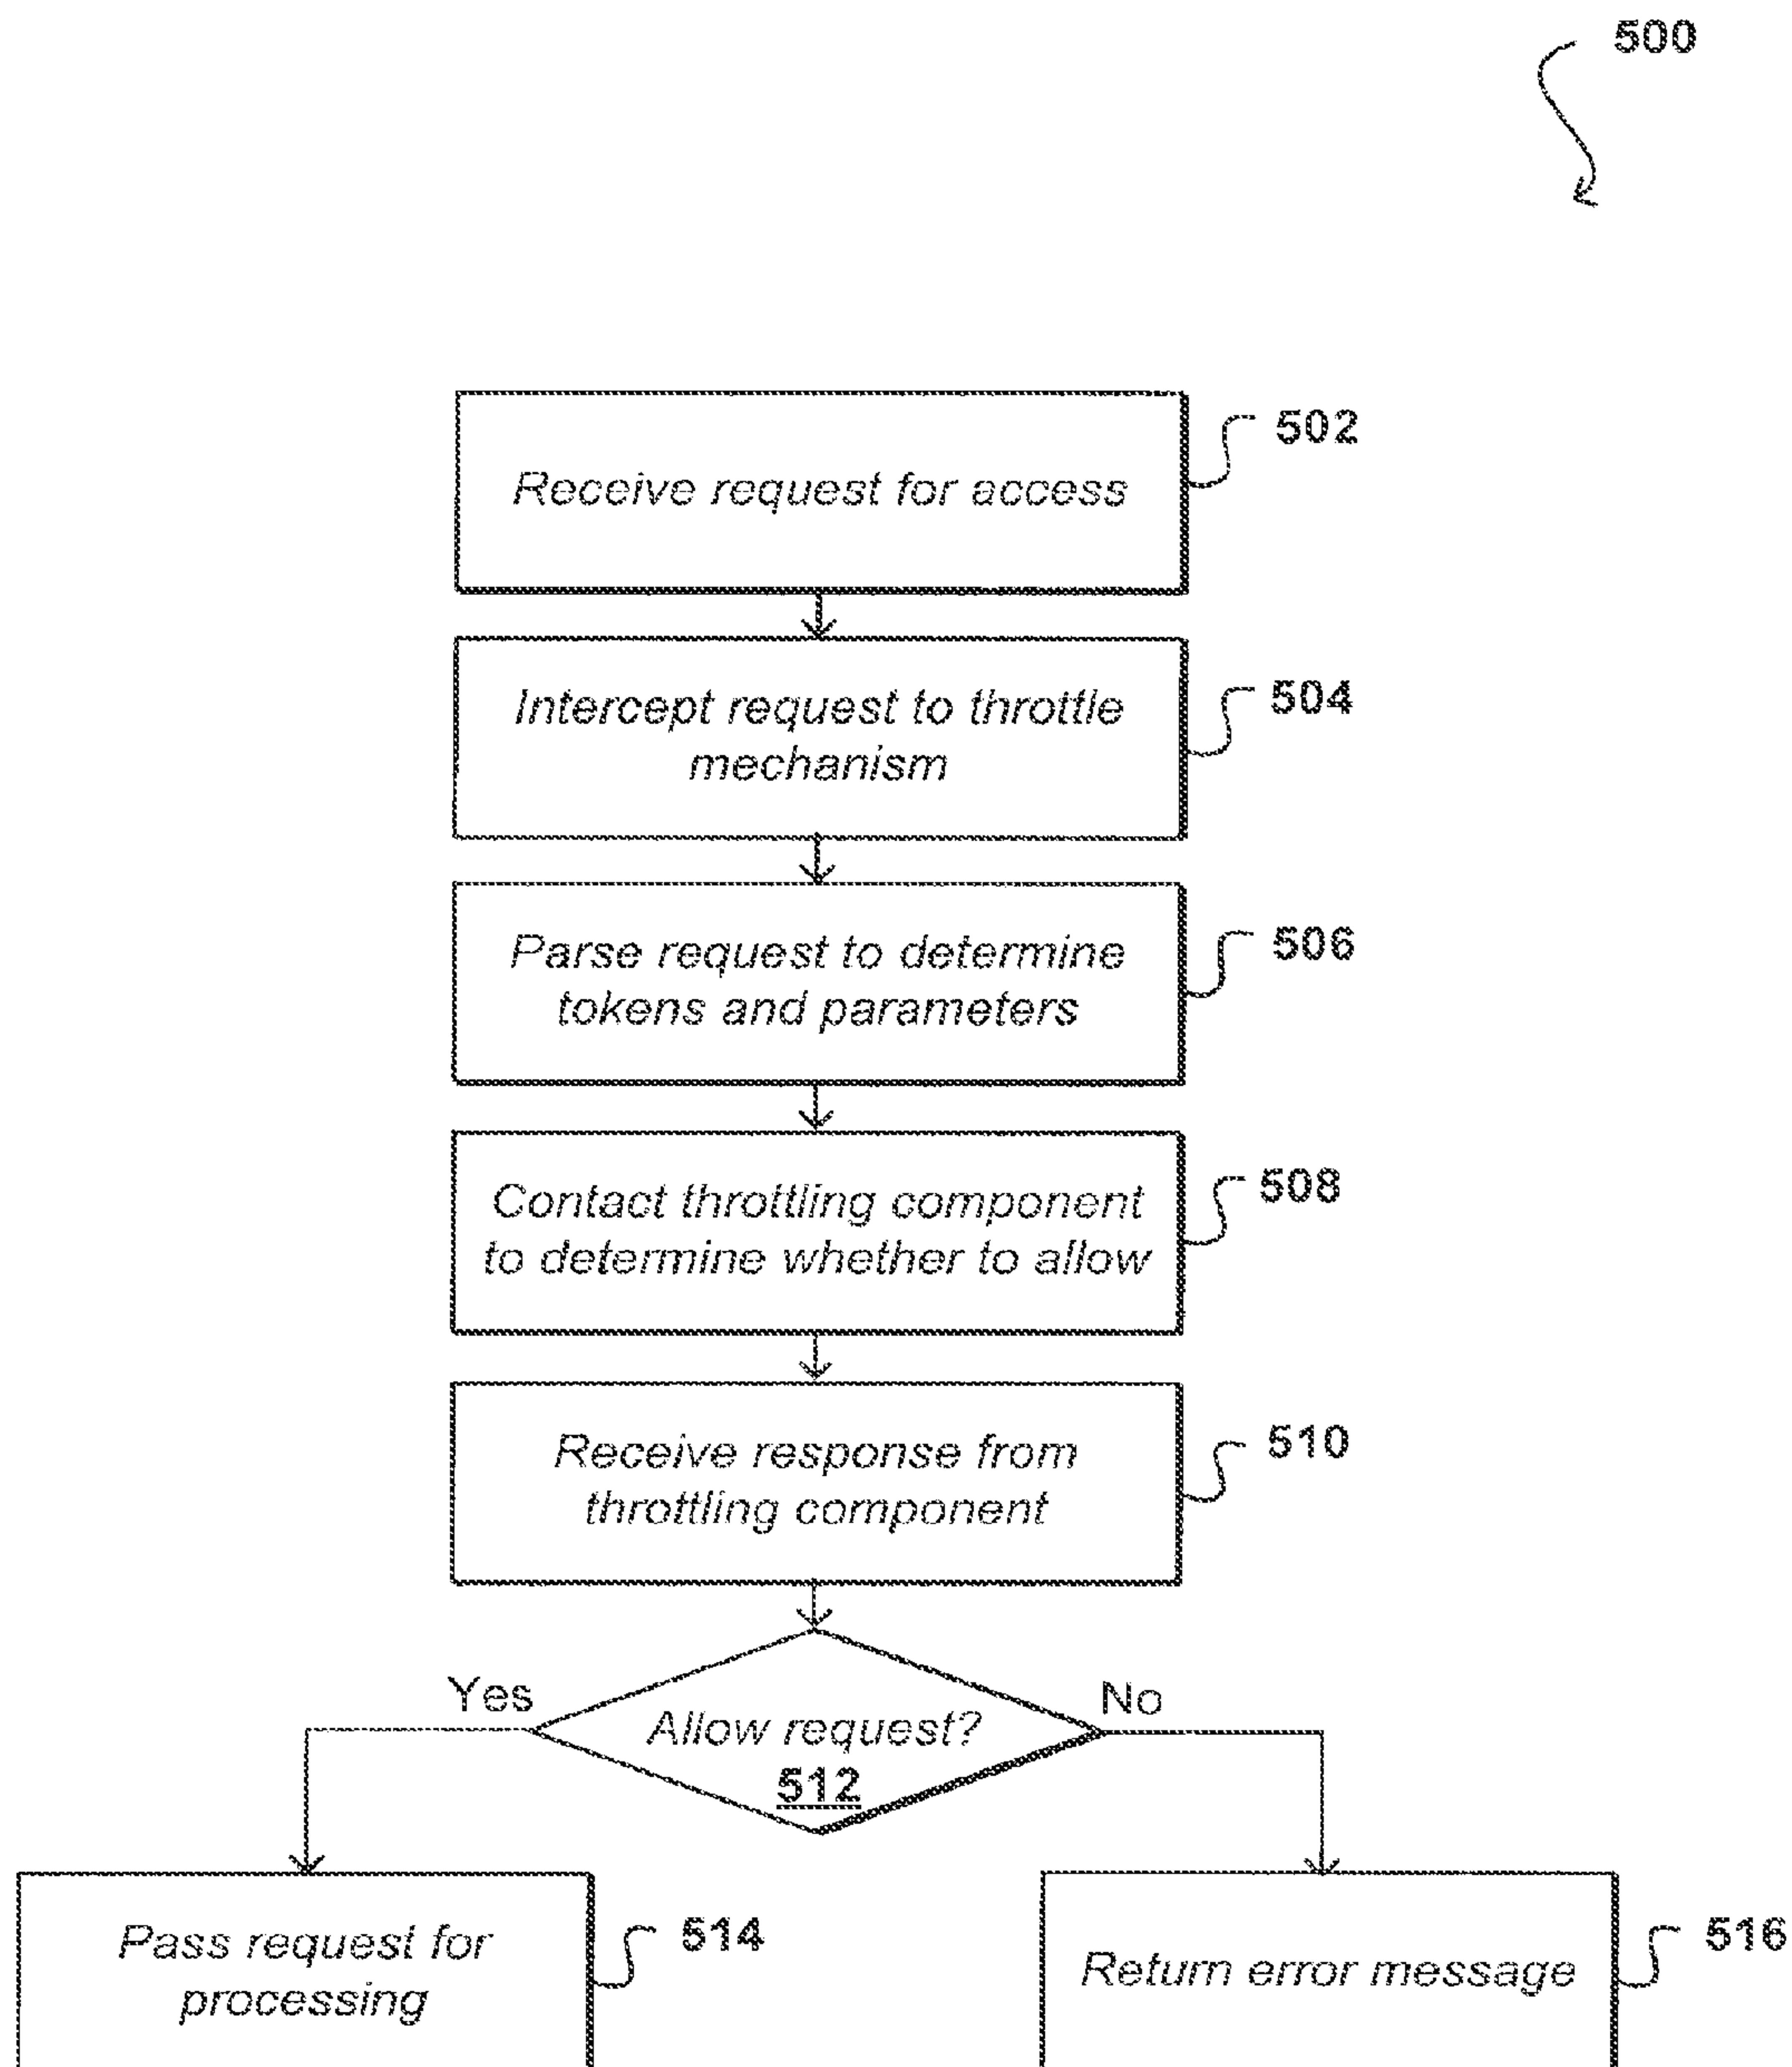 500
Receive request for access
502
Intercept request to throttle
mechanism
504
Parse request to determine
tokens and parameters
506
Contact throttling component
to determine whether to allow
508
Receive response from
throttling component
510
Yes
No
Allow request?
512
Pass request for
processing
514
Return error message
516